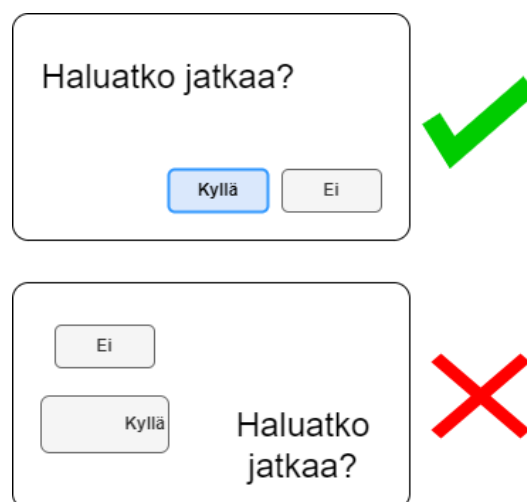 Haluatko jatkaa?
Kyllä Ei
Ei
Kyllä
Haluatko
jatkaa?